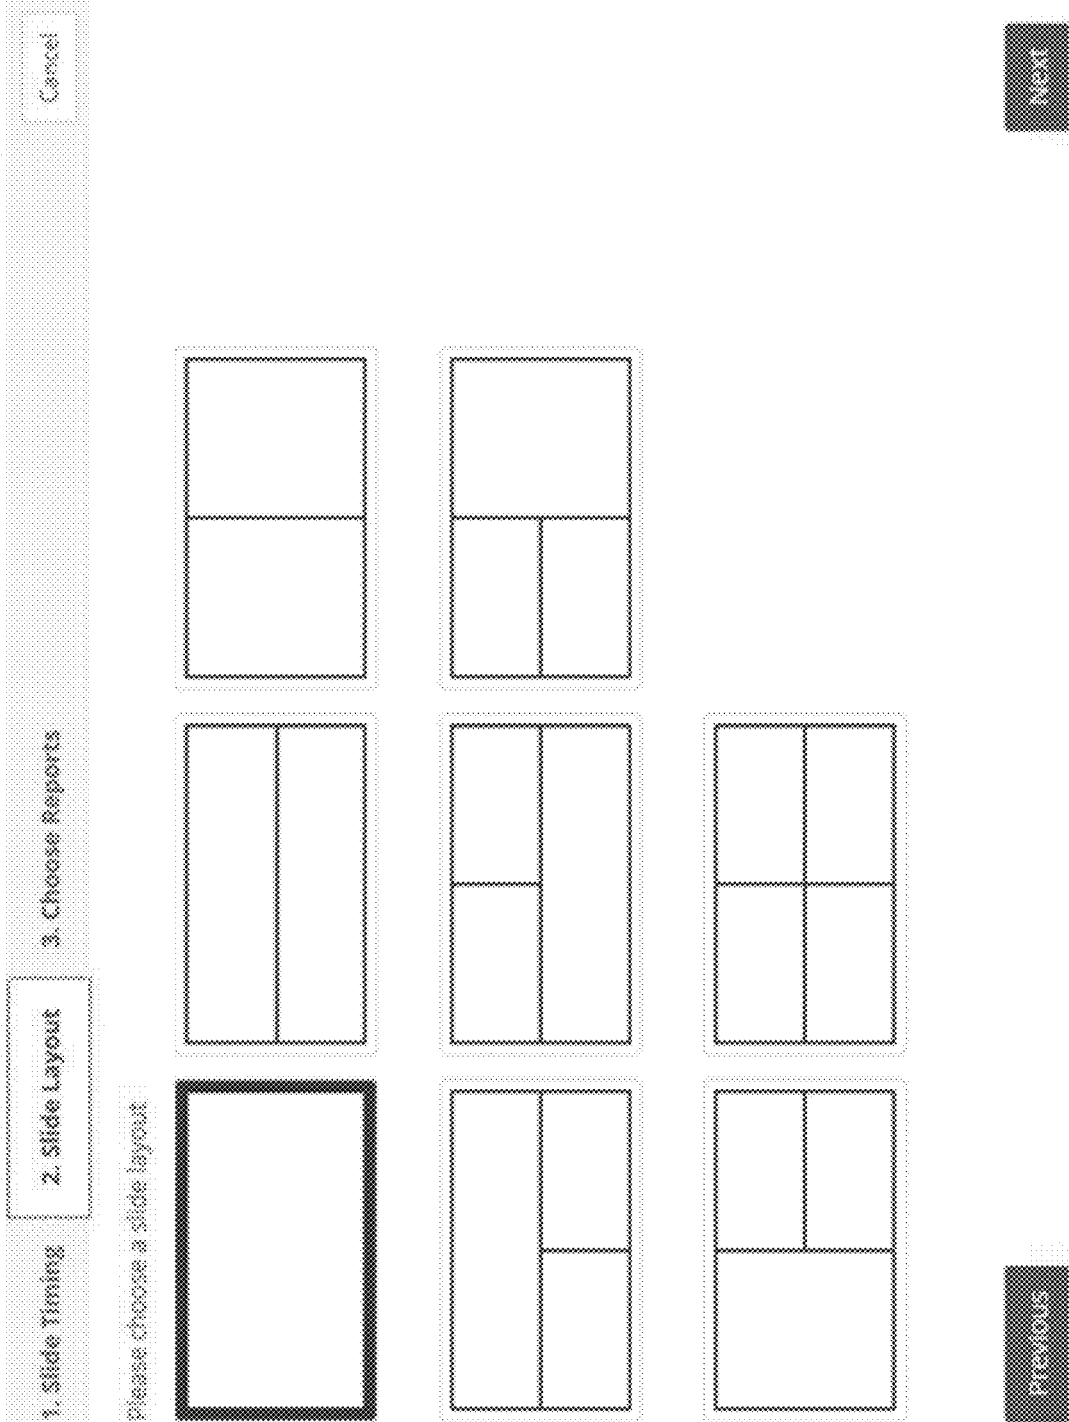 1. Slide Timing 2. Slide Layout 3. Choose Reports Cancel
Please choose a slide layout
Previous Next